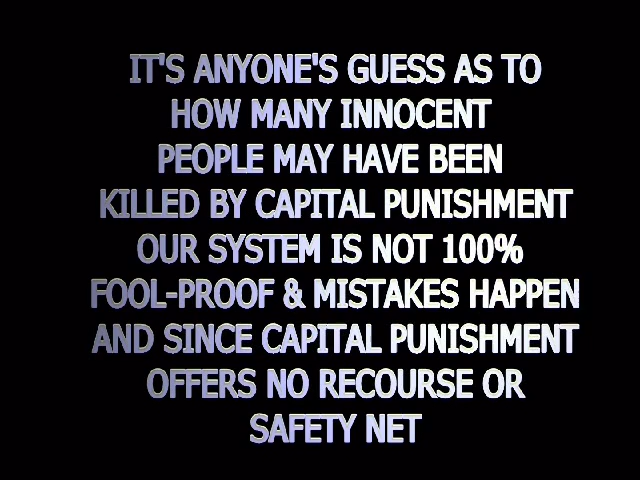 IT'S ANYONE'S GUESS AS TO
HOW MANY INNOCENT
PEOPLE MAY HAVE BEEN
KILLED BY CAPITAL PUNISHMENT
OUR SYSTEM IS NOT 100%
FOOL-PROOF & MISTAKES HAPPEN
AND SINCE CAPITAL PUNISHMENT
OFFERS NO RECOURSE OR
SAFETY NET